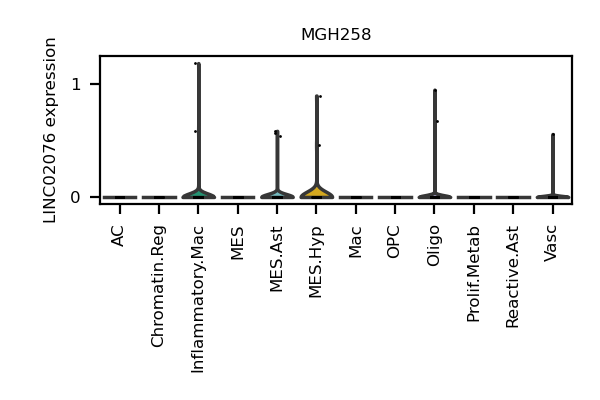 MGH258
LINC02076 expression
1
0
AC
Chromatin.Reg
Inflammatory.Mac
MES
MES.Ast
MES.Hyp
Mac
OPC
Oligo
Prolif.Metab
Reactive.Ast
Vasc